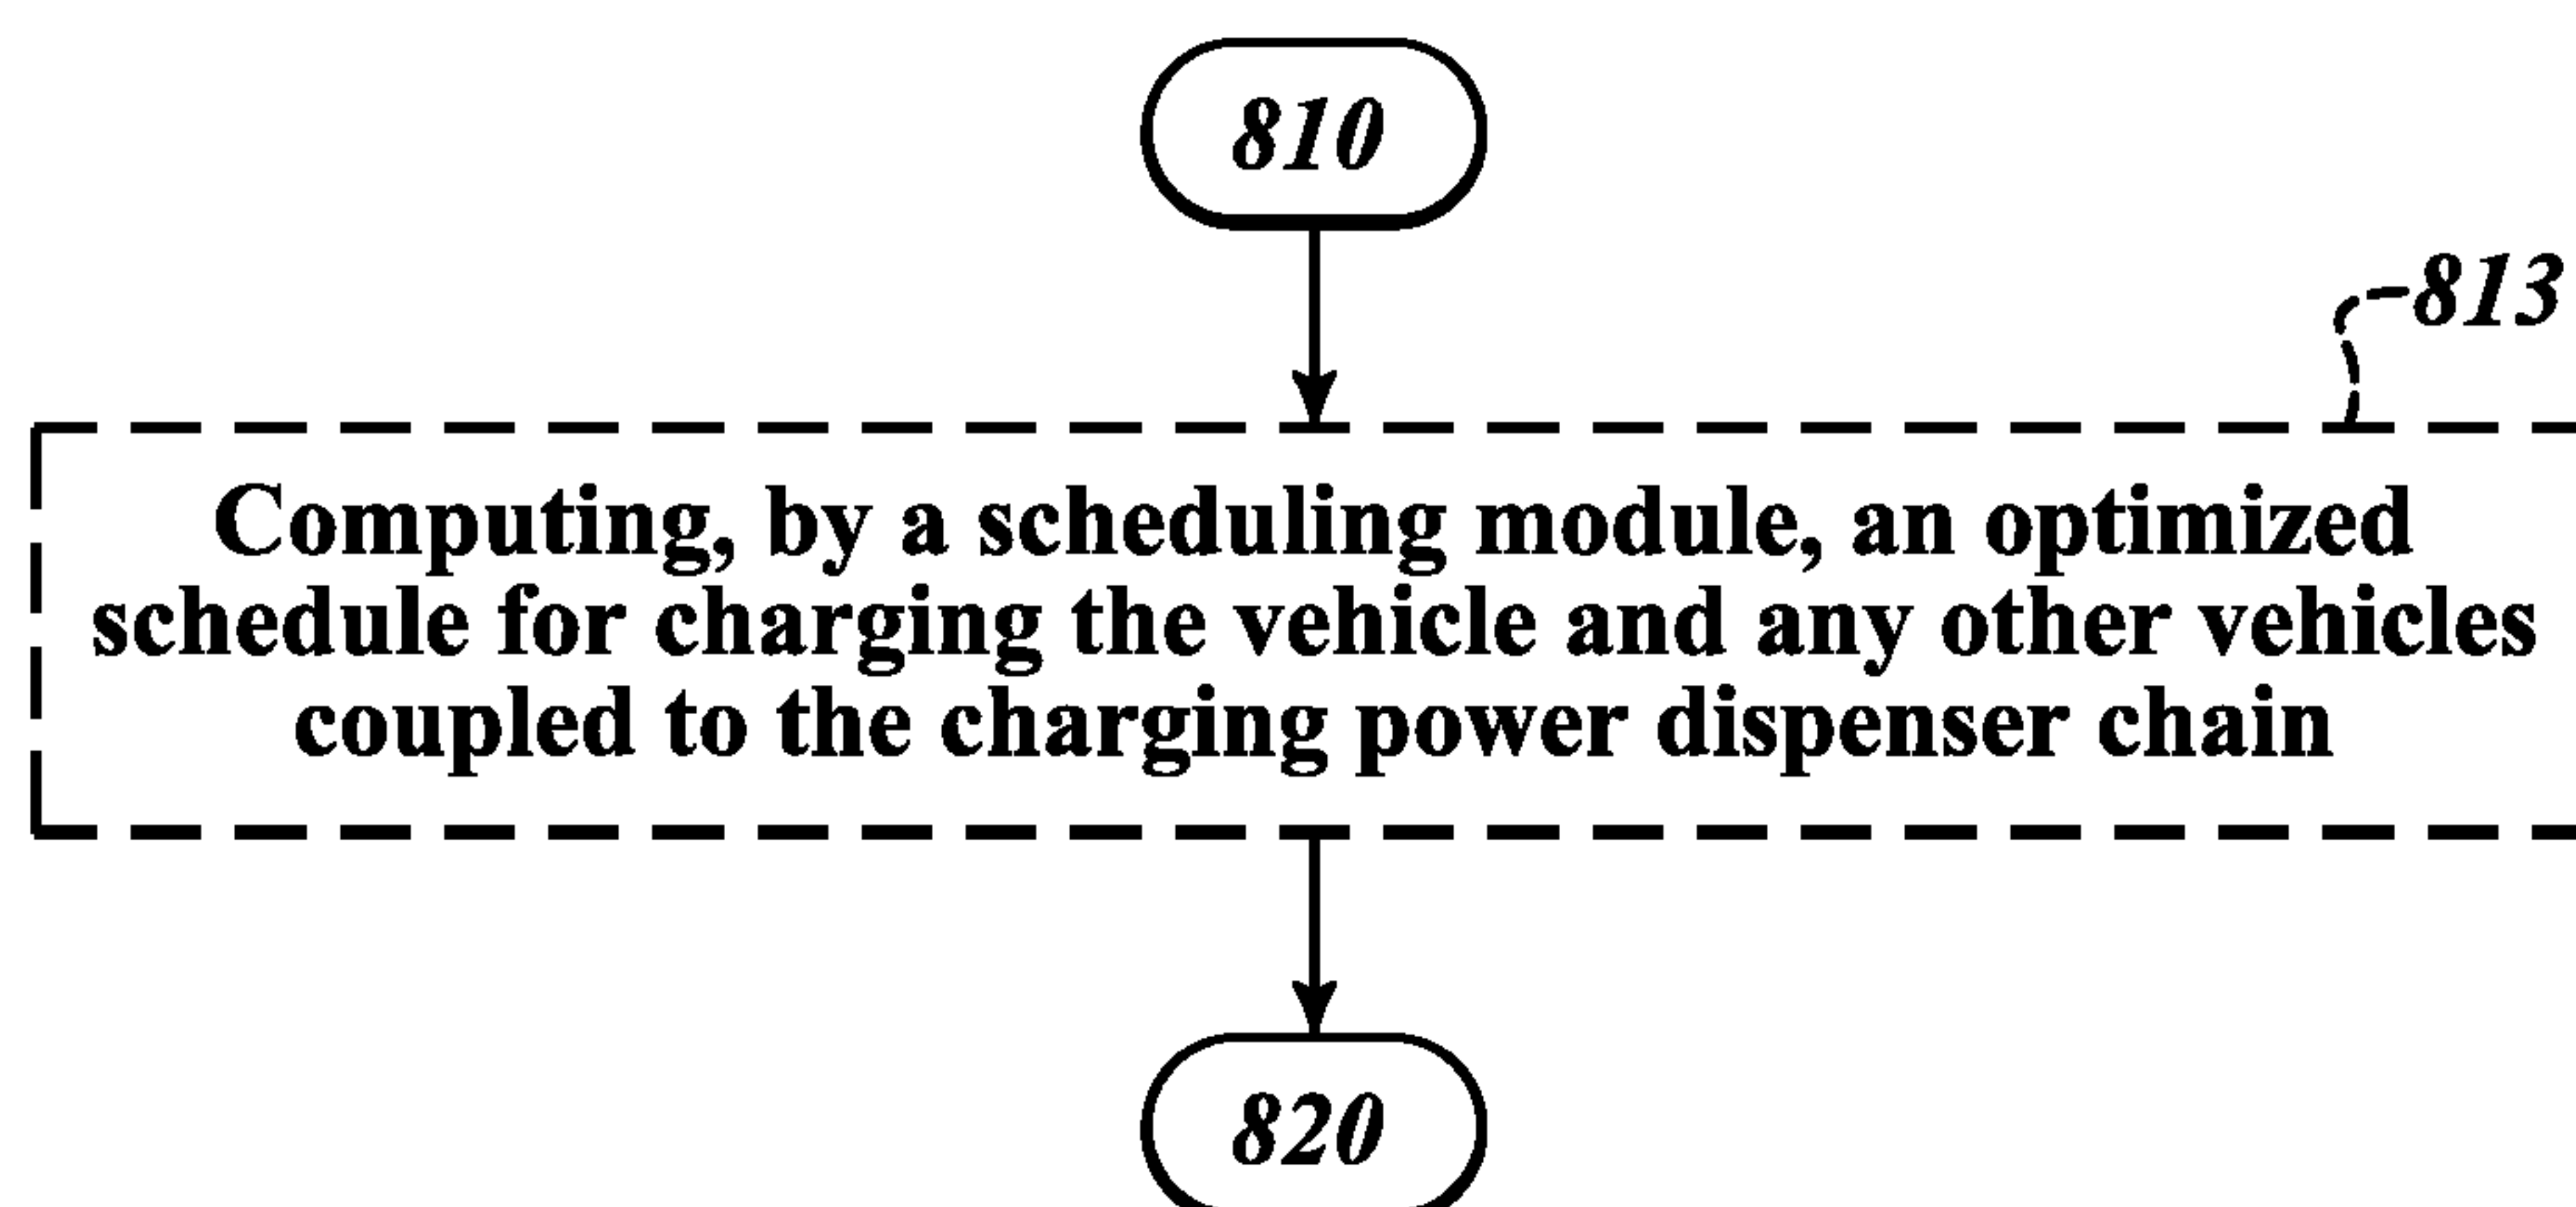 810
813
Computing, by a scheduling module, an optimized
schedule for charging the vehicle and any other vehicles
coupled to the charging power dispenser chain
820